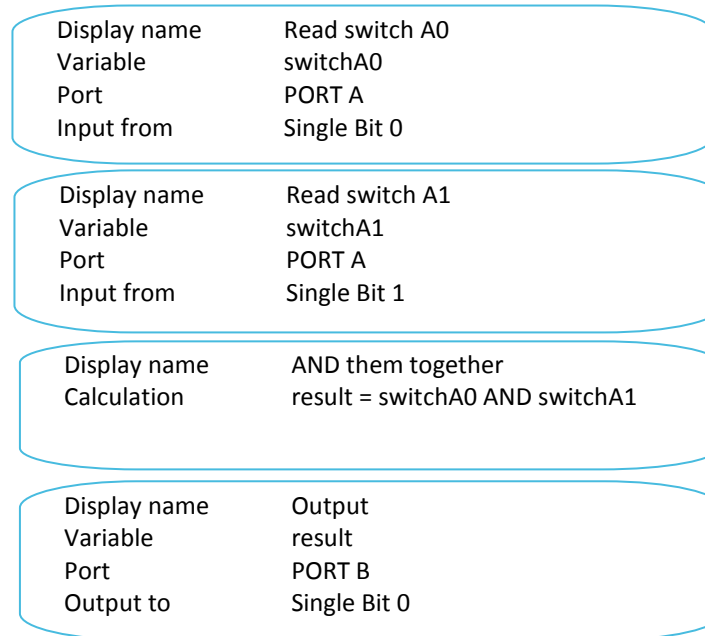 Display name Read switch A0
Variable switchA0
Port PORT A
Input from Single Bit 0
Display name Read switch A1
Variable switchA1
Port PORT A
Input from Single Bit 1
Display name AND them together
Calculation result = switchA0 AND switchA1
Display name Output
Variable result
Port PORT B
Output to Single Bit 0